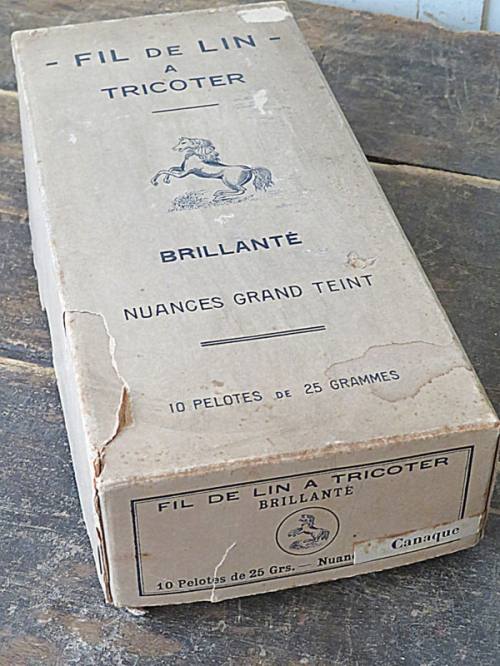 - FIL DE LIN -
A
TRICOTER
BRILLANTÉ
NUANCES GRAND TEINT
10 PELOTES DE 25 GRAMMES
FIL DE LIN A TRICOTER
BRILLANTÉ
10 Pelotes de 25 Grs. — Nuan
Canaque